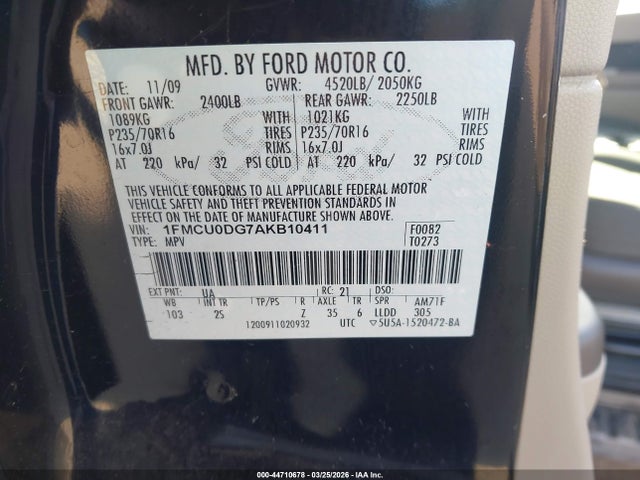 MFD. BY FORD MOTOR CO.
DATE: 11/09 GVWR: 4520LB/ 2050KG
FRONT GAWR: 2400LB REAR GAWR: 2250LB
1089KG WITH 1021KG WITH
P235/70R16 TIRES P235/70R16 TIRES
16x7.0J RIMS 16x7.0J RIMS
AT 220 kPa/ 32 PSI COLD AT 220 kPa/ 32 PSI COLD
THIS VEHICLE CONFORMS TO ALL APPLICABLE FEDERAL MOTOR
VEHICLE SAFETY AND THEFT PREVENTION STANDARDS IN
EFFECT ON THE DATE OF MANUFACTURE SHOWN ABOVE.
VIN: 1FMCU0DG7AKB10411 F0082
TYPE: MPV T0273
EXT PNT: UA RC: 21 DSO:
WB INT TR TP/PS R AXLE TR SPR AM71F
103 2S Z 35 6 LLDD 305
1200911020932 UTC ▽5U5A-1520472-BA
000-44710678 - 03/25/2026 - IAAI, Inc.